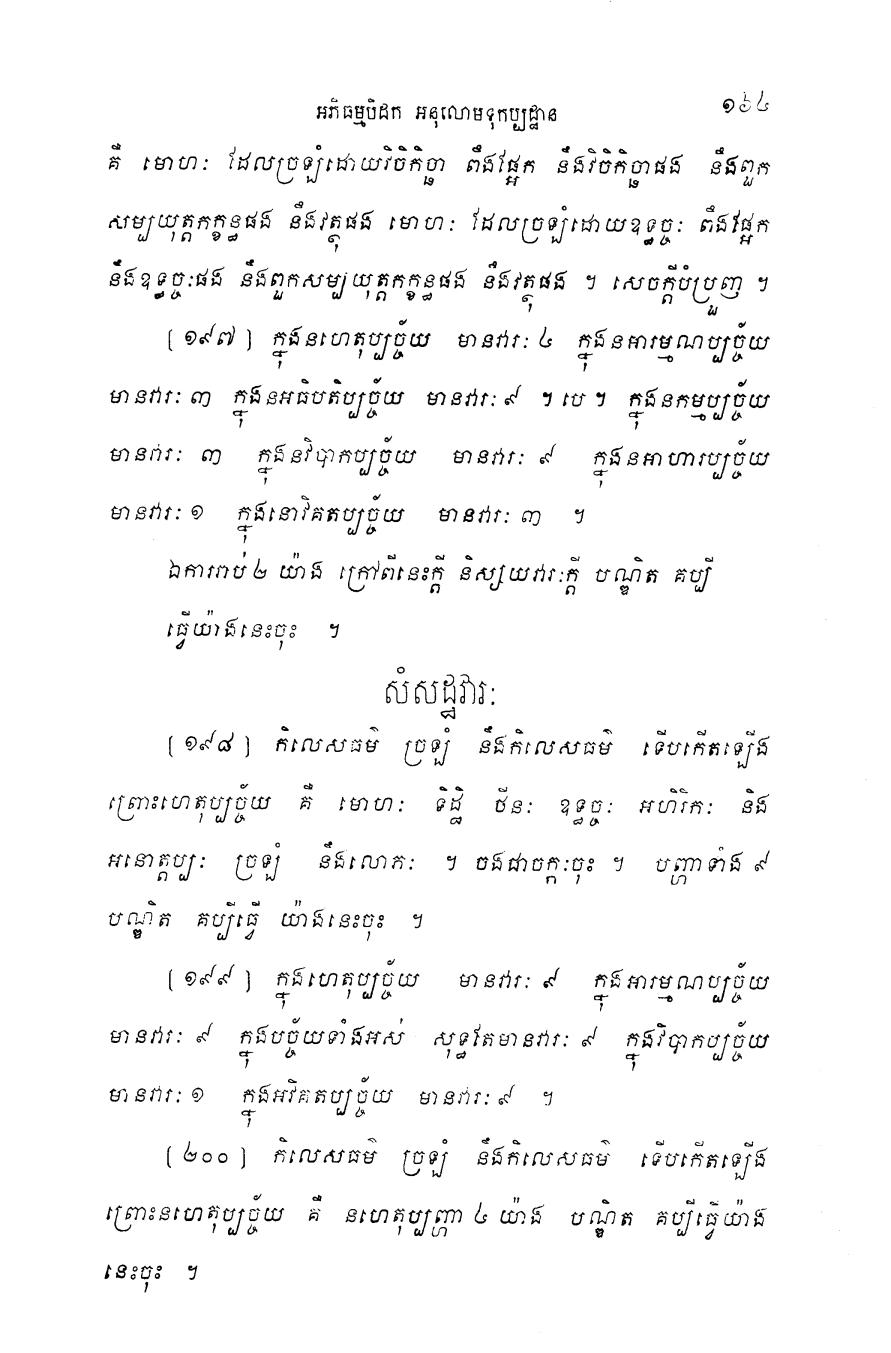 អភិធម្មបិដក អនុលោមទុកប្បដ្ឋាន ១៦៤
គឺ មោហៈ ដែលច្រឡំដោយវិចិកិច្ឆា ពឹងផ្អែក នឹងវិចិកិច្ឆាផង នឹងពួក
សម្បយុត្តកក្ខន្ធផង នឹងវត្ថុផង មោហៈ ដែលច្រឡំដោយឧទ្ធច្ចៈ ពឹងផ្អែក
នឹងឧទ្ធច្ចៈផង នឹងពួកសម្បយុត្តកក្ខន្ធផង នឹងវត្ថុផង ។ សេចក្តីបំប្រួញ ។
(១៩៧) ក្នុងនហេតុប្បច្ច័យ មានវារៈ ៤ ក្នុងនអារម្មណប្បច្ច័យ
មានវារៈ ៣ ក្នុងនអធិបតិប្បច្ច័យ មានវារៈ ៩ ។ បេ ។ ក្នុងនកម្មប្បច្ច័យ
មានវារៈ ៣ ក្នុងនវិបាកប្បច្ច័យ មានវារៈ ៩ ក្នុងនអាហារប្បច្ច័យ
មានវារៈ ១ ក្នុងនោវិគតប្បច្ច័យ មានវារៈ ៣ ។
ឯការរាប់ ២ យ៉ាង ក្រៅពីនេះក្តី និស្សយវារៈក្តី បណ្ឌិត គប្បី
ធ្វើយ៉ាងនេះចុះ ។
សំសដ្ឋវារៈ
(១៩៨) កិលេសធម៌ ច្រឡំ នឹងកិលេសធម៌ ទើបកើតឡើង
ព្រោះហេតុប្បច្ច័យ គឺ មោហៈ ទិដ្ឋិ ថីនៈ ឧទ្ធច្ចៈ អហិរិកៈ និង
អនោត្តប្បៈ ច្រឡំ នឹងលោភៈ ។ ចងជាចក្កៈចុះ ។ បញ្ហាទាំង ៩
បណ្ឌិត គប្បីធ្វើ យ៉ាងនេះចុះ ។
(១៩៩) ក្នុងហេតុប្បច្ច័យ មានវារៈ ៩ ក្នុងអារម្មណប្បច្ច័យ
មានវារៈ ៩ ក្នុងបច្ច័យទាំងអស់ សុទ្ធតែមានវារៈ ៩ ក្នុងវិបាកប្បច្ច័យ
មានវារៈ ១ ក្នុងអវិគតប្បច្ច័យ មានវារៈ ៩ ។
(២០០) កិលេសធម៌ ច្រឡំ នឹងកិលេសធម៌ ទើបកើតឡើង
ព្រោះនហេតុប្បច្ច័យ គឺ នហេតុប្បញ្ហា ៤ យ៉ាង បណ្ឌិត គប្បីធ្វើយ៉ាង
នេះចុះ ។